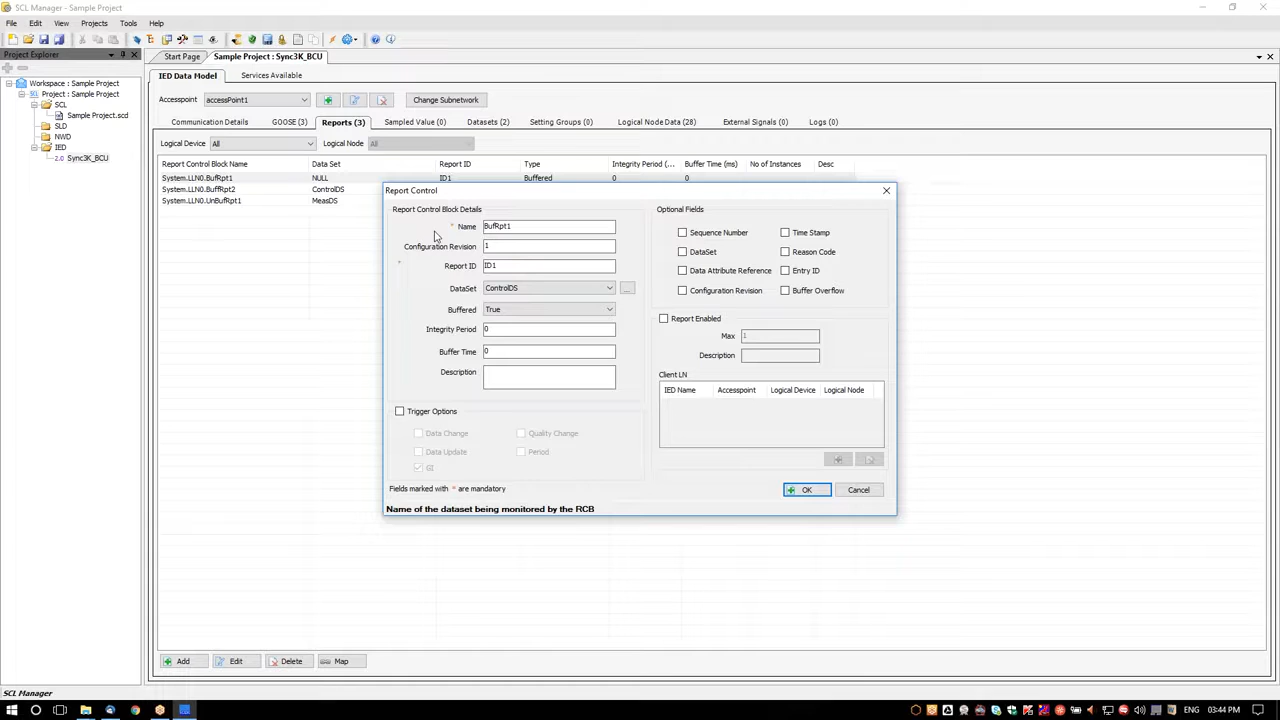 SCL Manager - Sample Project
File Edit View Projects Tools Help
Project Explorer
Start Page Sample Project : Sync3K_BCU
Workspace : Sample Project
Project : Sample Project
SCL
Sample Project.scd
SLD
NWD
IED
2.0 Sync3K_BCU
IED Data Model Services Available
Accesspoint accessPoint1 Change Subnetwork
Communication Details GOOSE (3) Reports (3) Sampled Value (0) Datasets (2) Setting Groups (0) Logical Node Data (28) External Signals (0) Logs (0)
Logical Device All Logical Node All
Report Control Block Name Data Set Report ID Type Integrity Period (... Buffer Time (ms) No of Instances Desc
System.LLN0.BufRpt1 NULL ID1 Buffered 0 0
System.LLN0.BuffRpt2 ControlDS
System.LLN0.UnBufRpt1 MeasDS
Report Control
Report Control Block Details
* Name BufRpt1
Configuration Revision 1
* Report ID ID1
DataSet ControlDS ...
Buffered True
Integrity Period 0
Buffer Time 0
Description
Trigger Options
Data Change Quality Change
Data Update Period
GI
Fields marked with * are mandatory
Name of the dataset being monitored by the RCB
Optional Fields
Sequence Number Time Stamp
DataSet Reason Code
Data Attribute Reference Entry ID
Configuration Revision Buffer Overflow
Report Enabled
Max 1
Description
Client LN
IED Name Accesspoint Logical Device Logical Node
OK Cancel
Add Edit Delete Map
SCL Manager
ENG 03:44 PM